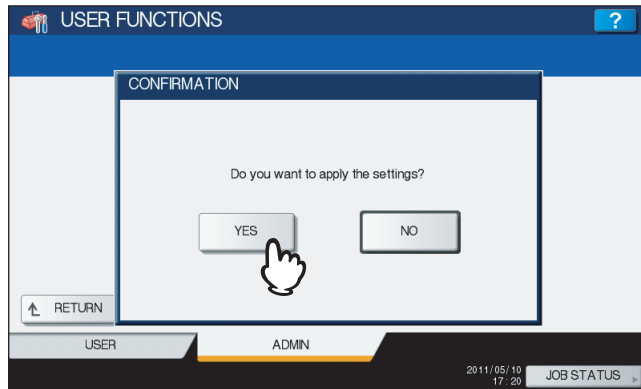 USER FUNCTIONS
?
CONFIRMATION
Do you want to apply the settings?
YES
NO
RETURN
USER
ADMIN
2011/05/10
17:20
JOB STATUS